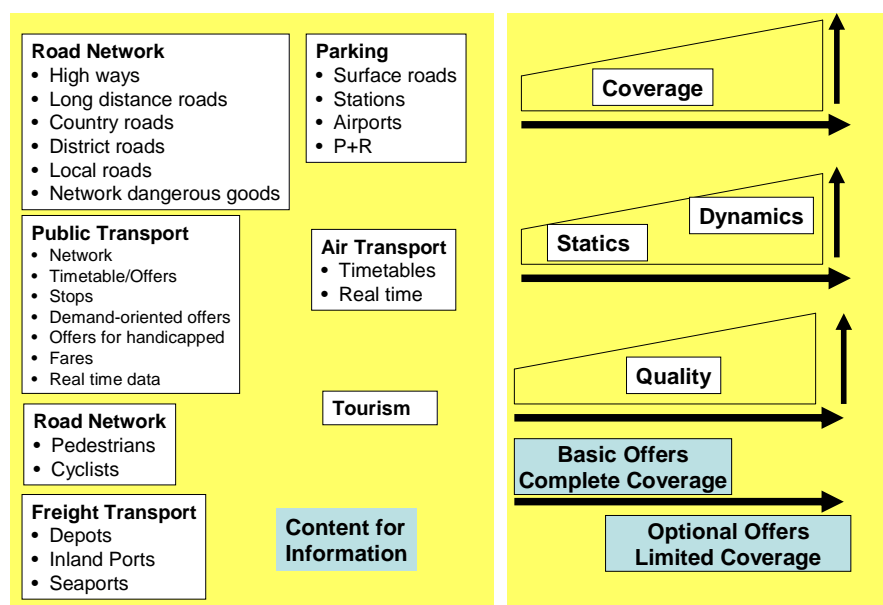 Road Network
• High ways
• Long distance roads
• Country roads
• District roads
• Local roads
• Network dangerous goods
Public Transport
• Network
• Timetable/Offers
• Stops
• Demand-oriented offers
• Offers for handicapped
• Fares
• Real time data
Road Network
• Pedestrians
• Cyclists
Freight Transport
• Depots
• Inland Ports
• Seaports
Parking
• Surface roads
• Stations
• Airports
• P+R
Air Transport
• Timetables
• Real time
Tourism
Content for
Information
Coverage
Statics
Dynamics
Quality
Basic Offers
Complete Coverage
Optional Offers
Limited Coverage